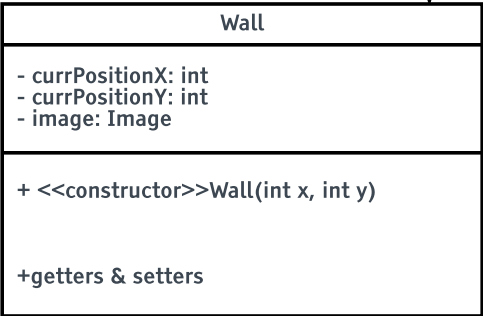 Wall
- currPositionX: int
- currPositionY: int
- image: Image
+ <<constructor>>Wall(int x, int y)
+getters & setters